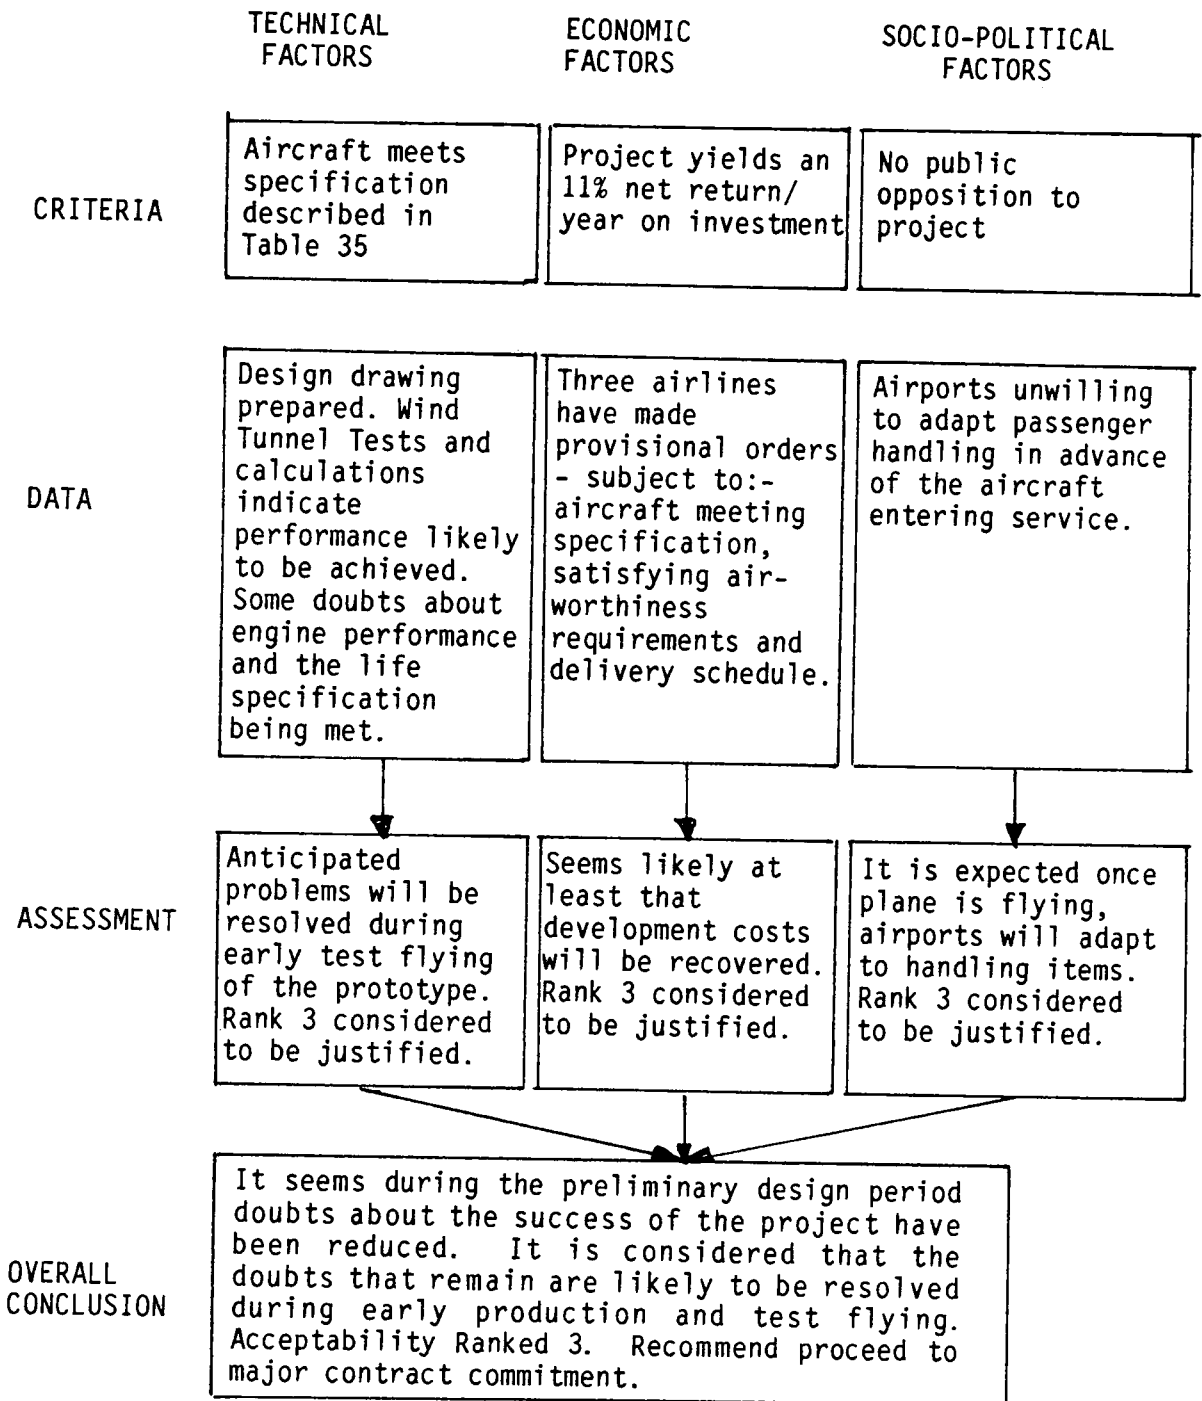 TECHNICAL
FACTORS
ECONOMIC
FACTORS
SOCIO-POLITICAL
FACTORS
CRITERIA
Aircraft meets
specification
described in
Table 35
Project yields an
11% net return/
year on investment
No public
opposition to
project
DATA
Design drawing
prepared. Wind
Tunnel Tests and
calculations
indicate
performance likely
to be achieved.
Some doubts about
engine performance
and the life
specification
being met.
Three airlines
have made
provisional orders
- subject to:-
aircraft meeting
specification,
satisfying air-
worthiness
requirements and
delivery schedule.
Airports unwilling
to adapt passenger
handling in advance
of the aircraft
entering service.
ASSESSMENT
Anticipated
problems will be
resolved during
early test flying
of the prototype.
Rank 3 considered
to be justified.
Seems likely at
least that
development costs
will be recovered.
Rank 3 considered
to be justified.
It is expected once
plane is flying,
airports will adapt
to handling items.
Rank 3 considered
to be justified.
OVERALL
CONCLUSION
It seems during the preliminary design period
doubts about the success of the project have
been reduced. It is considered that the
doubts that remain are likely to be resolved
during early production and test flying.
Acceptability Ranked 3. Recommend proceed to
major contract commitment.